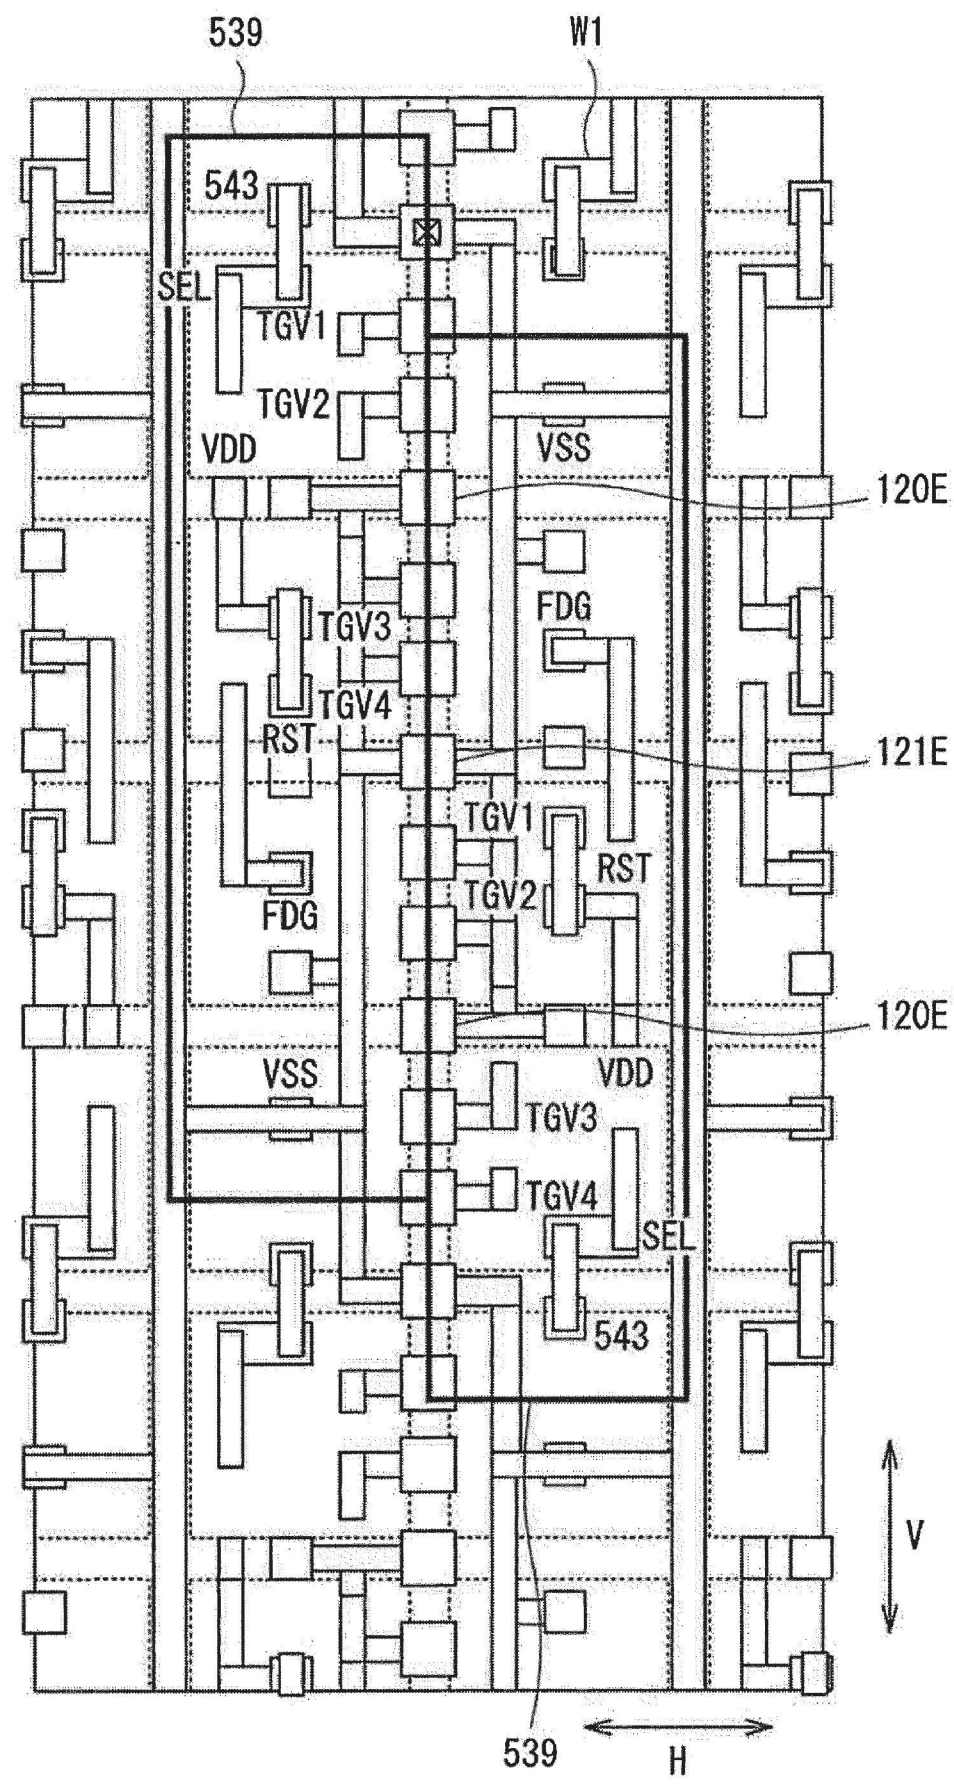 539
W1
543
SEL
TGV1
TGV2
VDD
VSS
120E
FDG
TGV3
TGV4
RST
121E
TGV1
RST
TGV2
FDG
120E
VSS
VDD
TGV3
TGV4
SEL
543
V
539
H